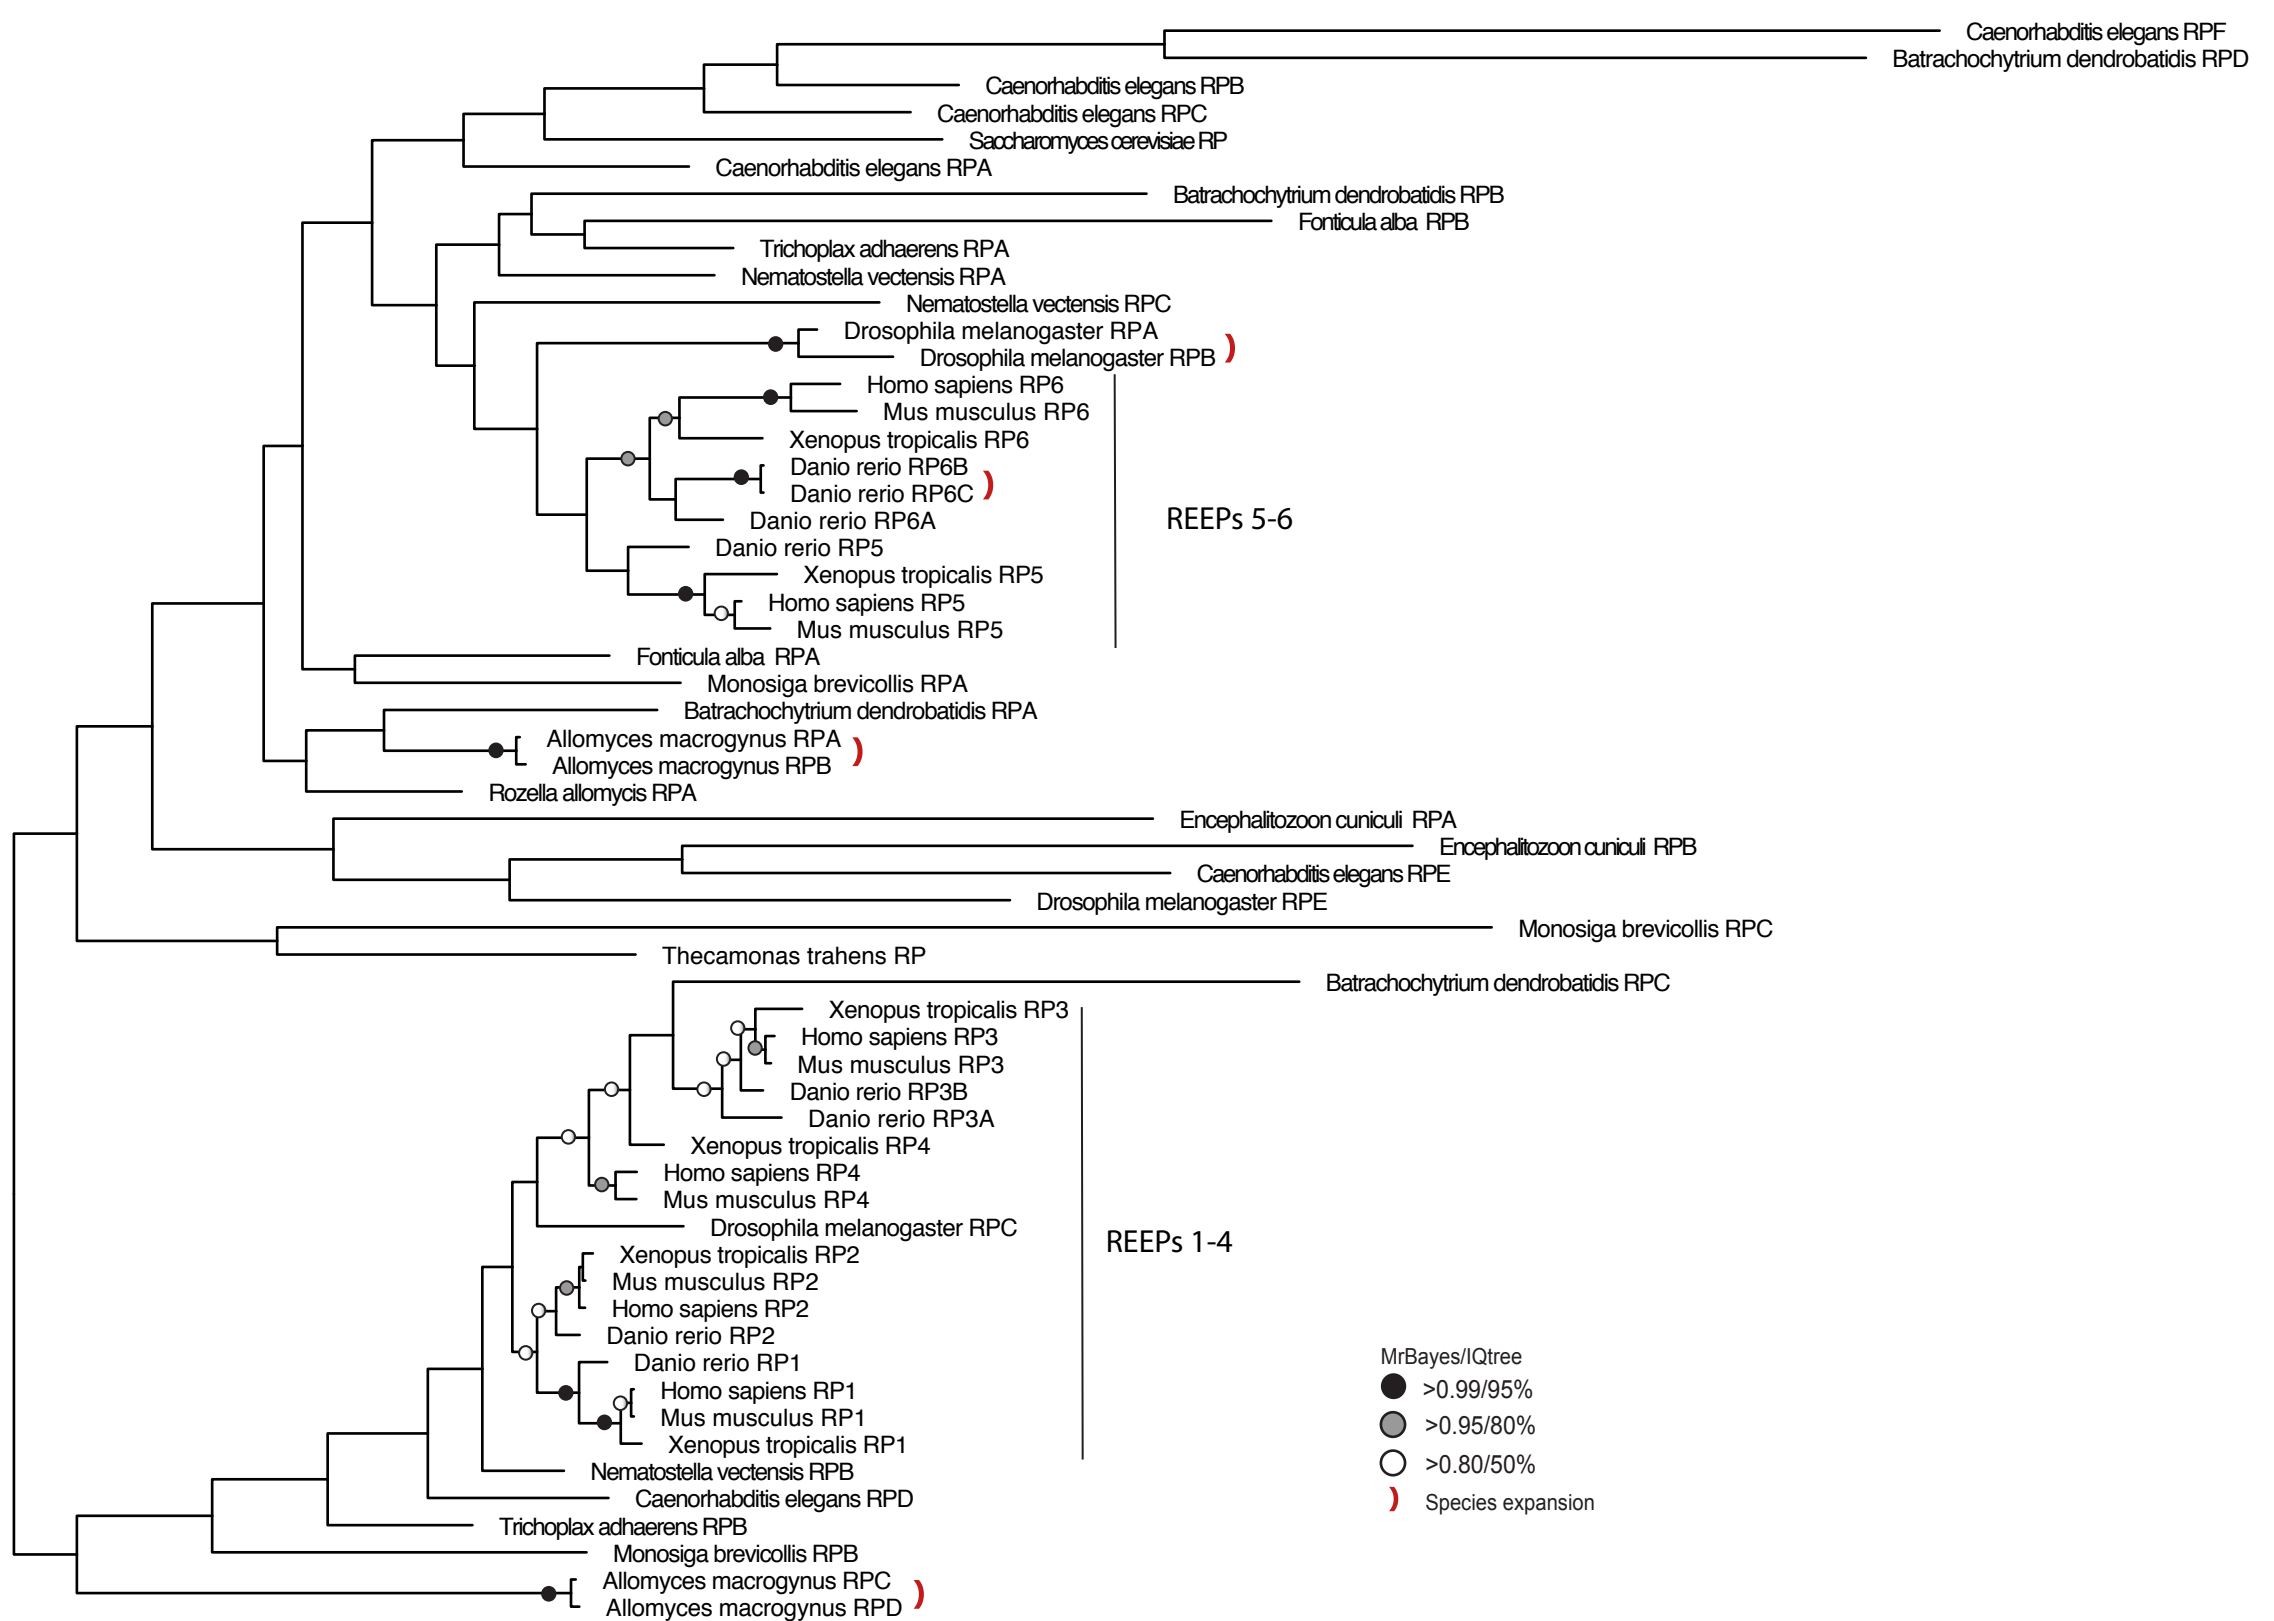 Caenorhabditis elegans RPF
Batrachochytrium dendrobatidis RPD
Caenorhabditis elegans RPB
Caenorhabditis elegans RPC
Saccharomyces cerevisiae RP
Caenorhabditis elegans RPA
Batrachochytrium dendrobatidis RPB
Fonticula alba RPB
Trichoplax adhaerens RPA
Nematostella vectensis RPA
Nematostella vectensis RPC
Drosophila melanogaster RPA
Drosophila melanogaster RPB
Homo sapiens RP6
Mus musculus RP6
Xenopus tropicalis RP6
Danio rerio RP6B
Danio rerio RP6C
Danio rerio RP6A
REEPs 5-6
Danio rerio RP5
Xenopus tropicalis RP5
Homo sapiens RP5
Mus musculus RP5
Fonticula alba RPA
Monosiga brevicollis RPA
Batrachochytrium dendrobatidis RPA
Allomyces macrogynus RPA
Allomyces macrogynus RPB
Rozella allomycis RPA
Encephalitozoon cuniculi RPA
Encephalitozoon cuniculi RPB
Caenorhabditis elegans RPE
Drosophila melanogaster RPE
Monosiga brevicollis RPC
Thecamonas trahens RP
Batrachochytrium dendrobatidis RPC
Xenopus tropicalis RP3
Homo sapiens RP3
Mus musculus RP3
Danio rerio RP3B
Danio rerio RP3A
Xenopus tropicalis RP4
Homo sapiens RP4
Mus musculus RP4
Drosophila melanogaster RPC
REEPs 1-4
Xenopus tropicalis RP2
Mus musculus RP2
Homo sapiens RP2
Danio rerio RP2
Danio rerio RP1
Homo sapiens RP1
Mus musculus RP1
Xenopus tropicalis RP1
Nematostella vectensis RPB
Caenorhabditis elegans RPD
Trichoplax adhaerens RPB
Monosiga brevicollis RPB
Allomyces macrogynus RPC
Allomyces macrogynus RPD
MrBayes/IQtree
>0.99/95%
>0.95/80%
>0.80/50%
Species expansion